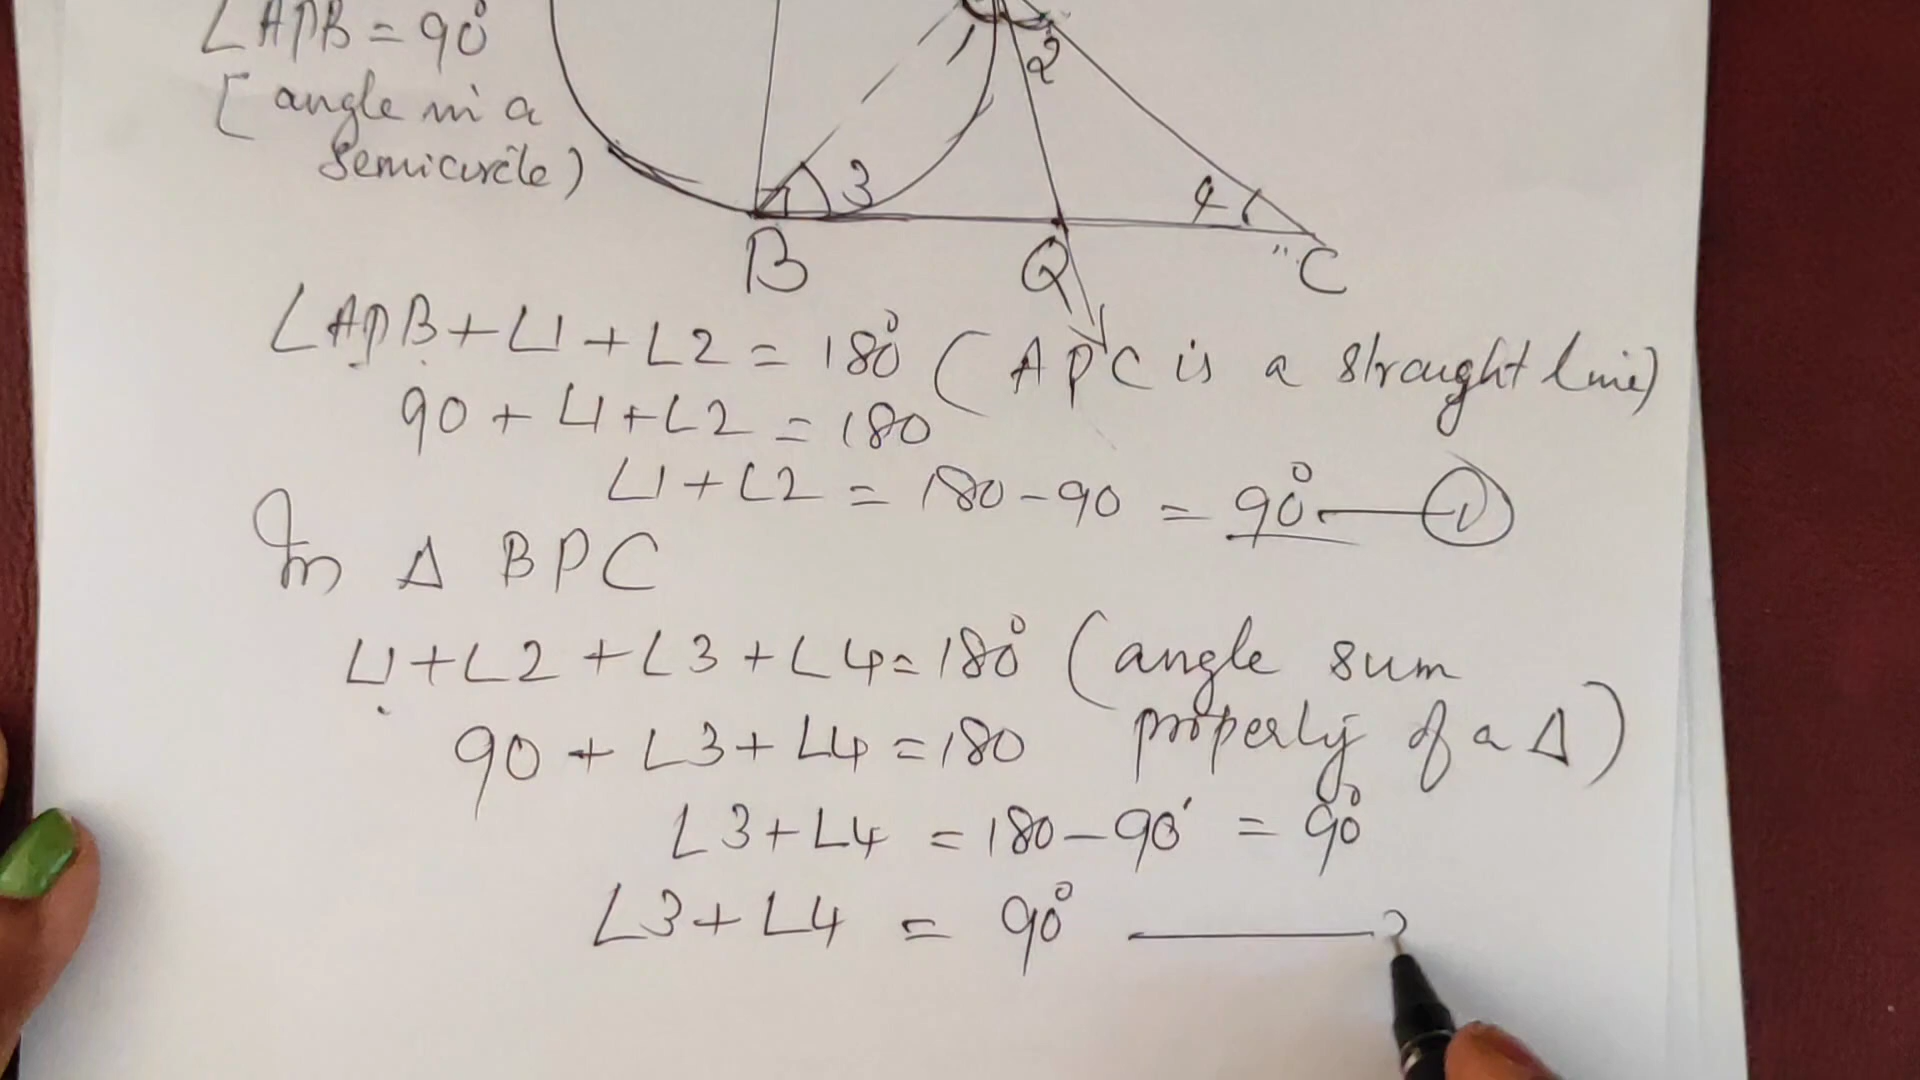 ∠APB = 90°
[angle in a
semicircle)
1
2
3
4
B
Q
C
∠APB + ∠1 + ∠2 = 180° (APC is a straight line)
90 + ∠1 + ∠2 = 180
∠1 + ∠2 = 180 - 90 = 90° — ①
In Δ BPC
∠1 + ∠2 + ∠3 + ∠4 = 180° (angle sum
90 + ∠3 + ∠4 = 180 property of a Δ)
∠3 + ∠4 = 180 - 90 = 90°
∠3 + ∠4 = 90° —